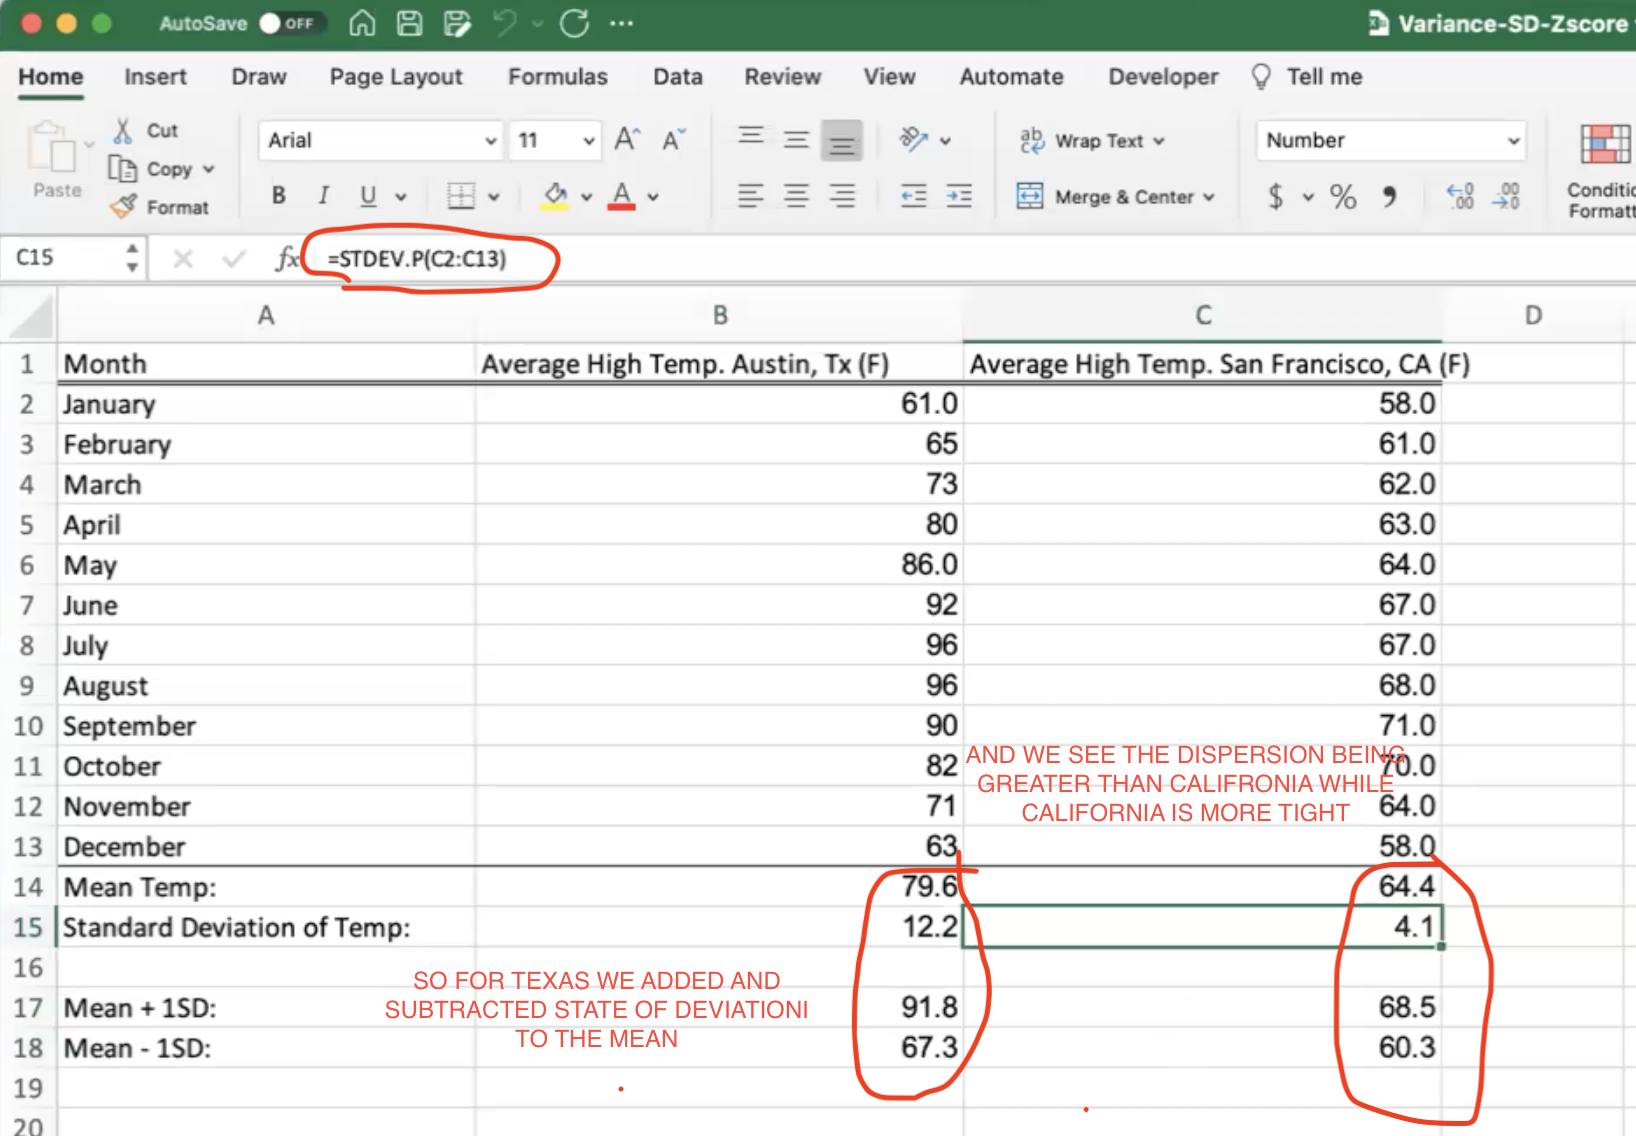 AutoSave OFF Variance-SD-Zscore
Home Insert Draw Page Layout Formulas Data Review View Automate Developer Tell me
Paste Cut Arial 11 Wrap Text Number
Copy
Format B I U Merge & Center $ % Conditio
Formatt
C15 fx =STDEV.P(C2:C13)
A B C D
1 Month Average High Temp. Austin, Tx (F) Average High Temp. San Francisco, CA (F)
2 January 61.0 58.0
3 February 65 61.0
4 March 73 62.0
5 April 80 63.0
6 May 86.0 64.0
7 June 92 67.0
8 July 96 67.0
9 August 96 68.0
10 September 90 71.0
AND WE SEE THE DISPERSION BEING
11 October 82 70.0
GREATER THAN CALIFRONIA WHILE
12 November 71 64.0
CALIFORNIA IS MORE TIGHT
13 December 63 58.0
14 Mean Temp: 79.6 64.4
15 Standard Deviation of Temp: 12.2 4.1
16
SO FOR TEXAS WE ADDED AND
SUBTRACTED STATE OF DEVIATIONI
TO THE MEAN
17 Mean + 1SD: 91.8 68.5
18 Mean - 1SD: 67.3 60.3
19
20